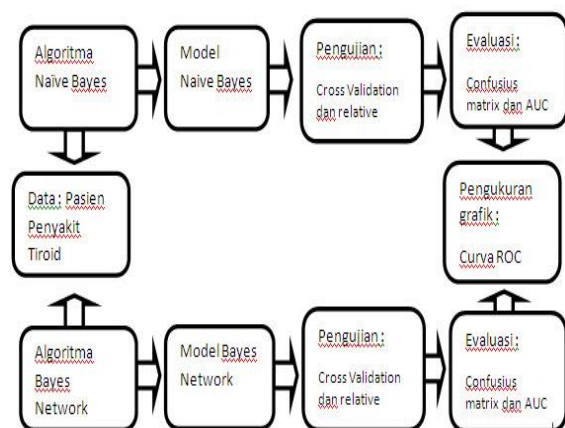 Algoritma
Naïve Bayes
Model
Naive Bayes
Pengujian :
Cross Validation
dan relative
Evaluasi :
Confusius
matrix dan AUC
Data : Pasien
Penyakit
Tiroid
Pengukuran
grafik :
Curva ROC
Algoritma
Bayes
Network
Model Bayes
Network
Pengujian :
Cross Validation
dan relative
Evaluasi :
Confusius
matrix dan AUC